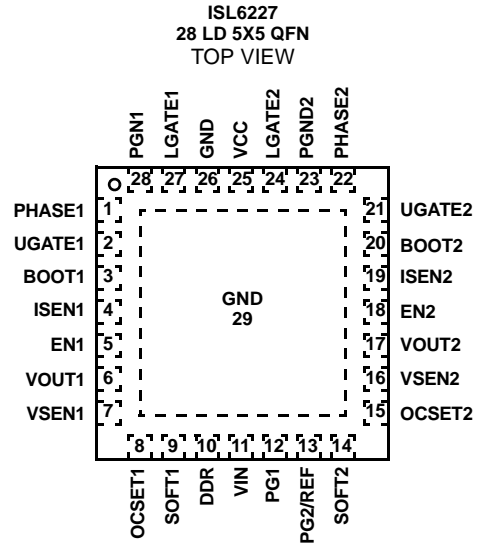 ISL6227
28 LD 5X5 QFN
TOP VIEW
PGN1
LGATE1
GND
VCC
LGATE2
PGND2
PHASE2
28
27
26
25
24
23
22
PHASE1 1
UGATE1 2
BOOT1 3
ISEN1 4
EN1 5
VOUT1 6
VSEN1 7
GND
29
21 UGATE2
20 BOOT2
19 ISEN2
18 EN2
17 VOUT2
16 VSEN2
15 OCSET2
8
9
10
11
12
13
14
OCSET1
SOFT1
DDR
VIN
PG1
PG2/REF
SOFT2